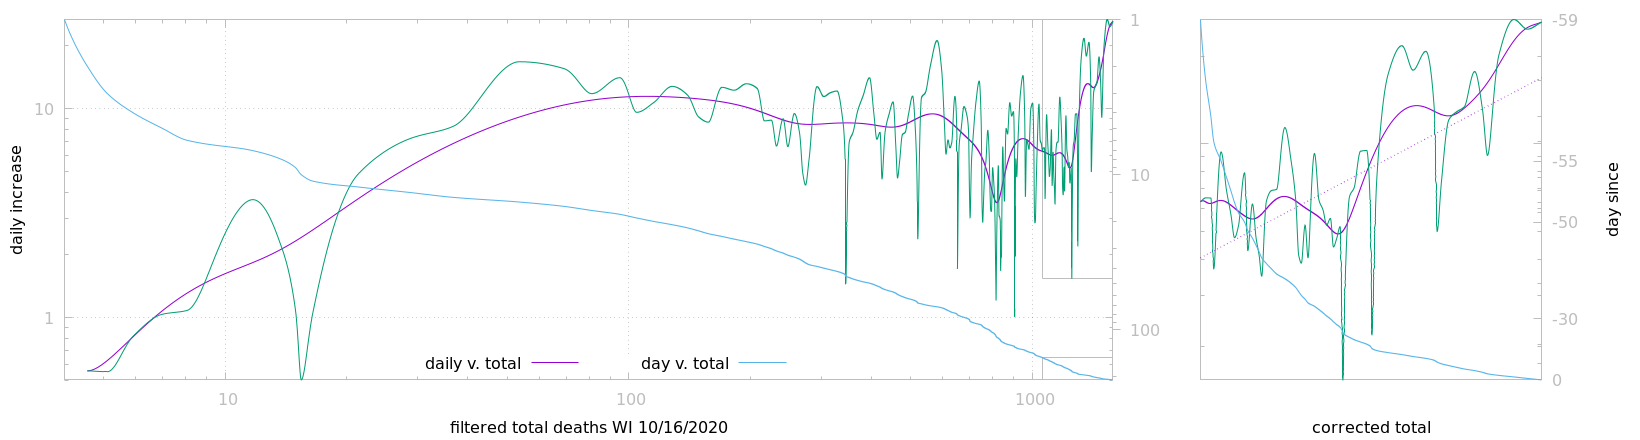 daily increase
10
1
daily v. total
day v. total
10
100
1000
filtered total deaths WI 10/16/2020
1
10
100
-59
-55
-50
-30
0
day since
corrected total